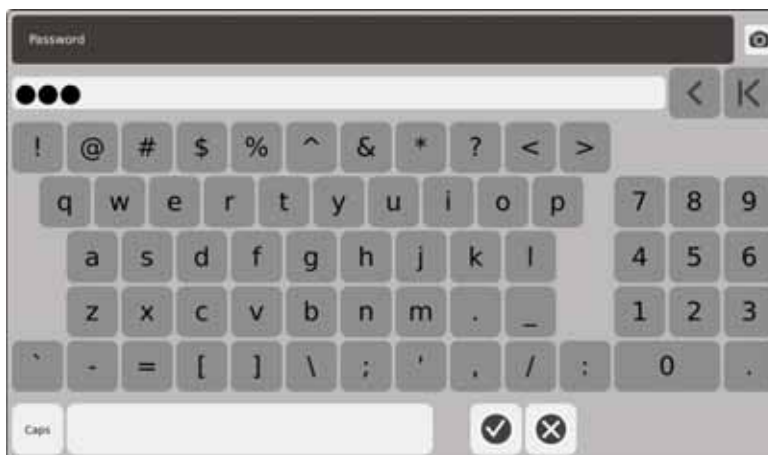 Password
●●●
! @ # $ % ^ & * ? < >
q w e r t y u i o p 7 8 9
a s d f g h j k l 4 5 6
z x c v b n m . _ 1 2 3
` - = [ ] \ ; ' , / : 0 .
Caps